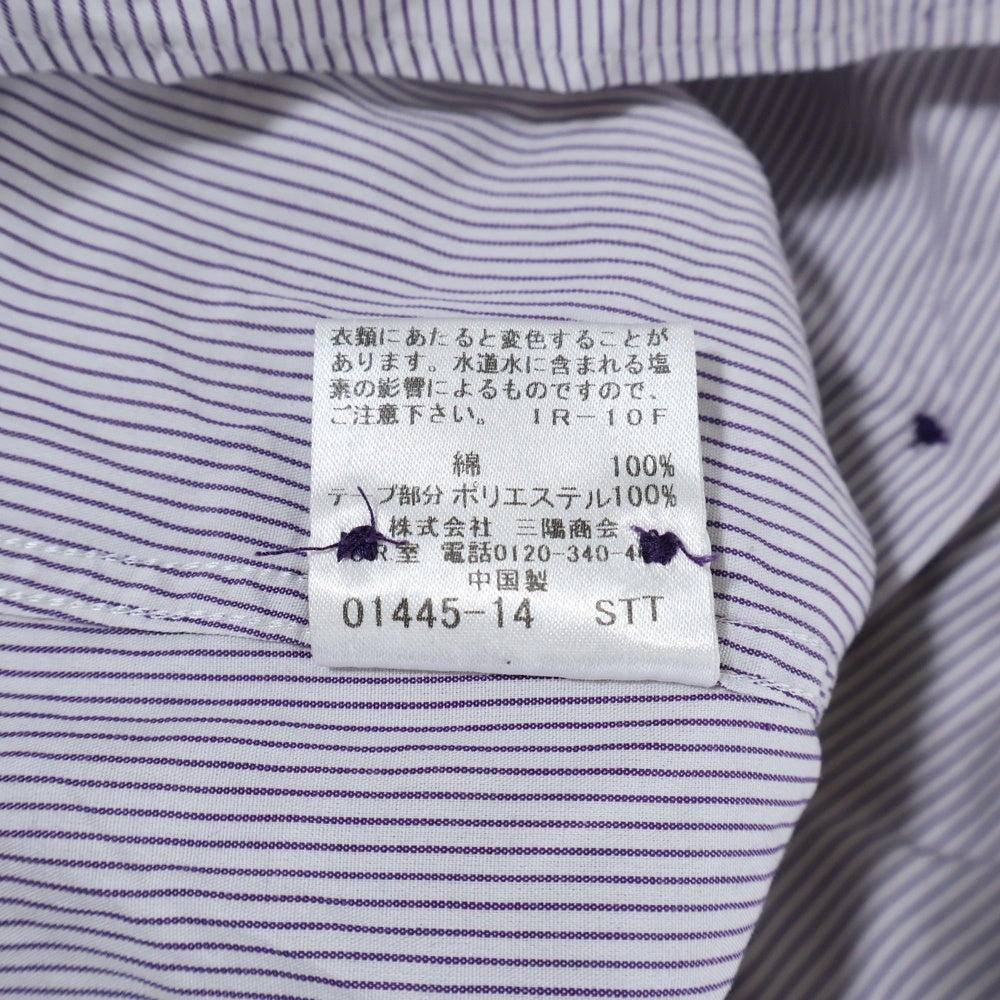 衣類にあたると変色することが
あります。水道水に含まれる塩
素の影響によるものですので、
ご注意下さい。 IR-10F
綿 100%
テープ部分 ポリエステル100%
株式会社 三陽商会
室 電話0120-340-4
中国製
01445-14 STT